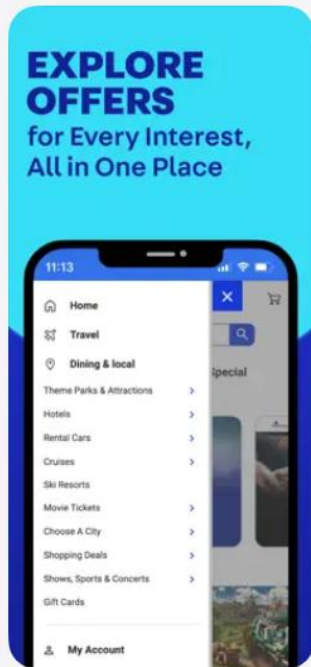 EXPLORE
OFFERS
for Every Interest,
All in One Place
11:13
Home
Travel
Dining & local
Special
Theme Parks & Attractions
Hotels
Rental Cars
Cruises
Ski Resorts
Movie Tickets
Choose A City
Shopping Deals
Shows, Sports & Concerts
Gift Cards
My Account